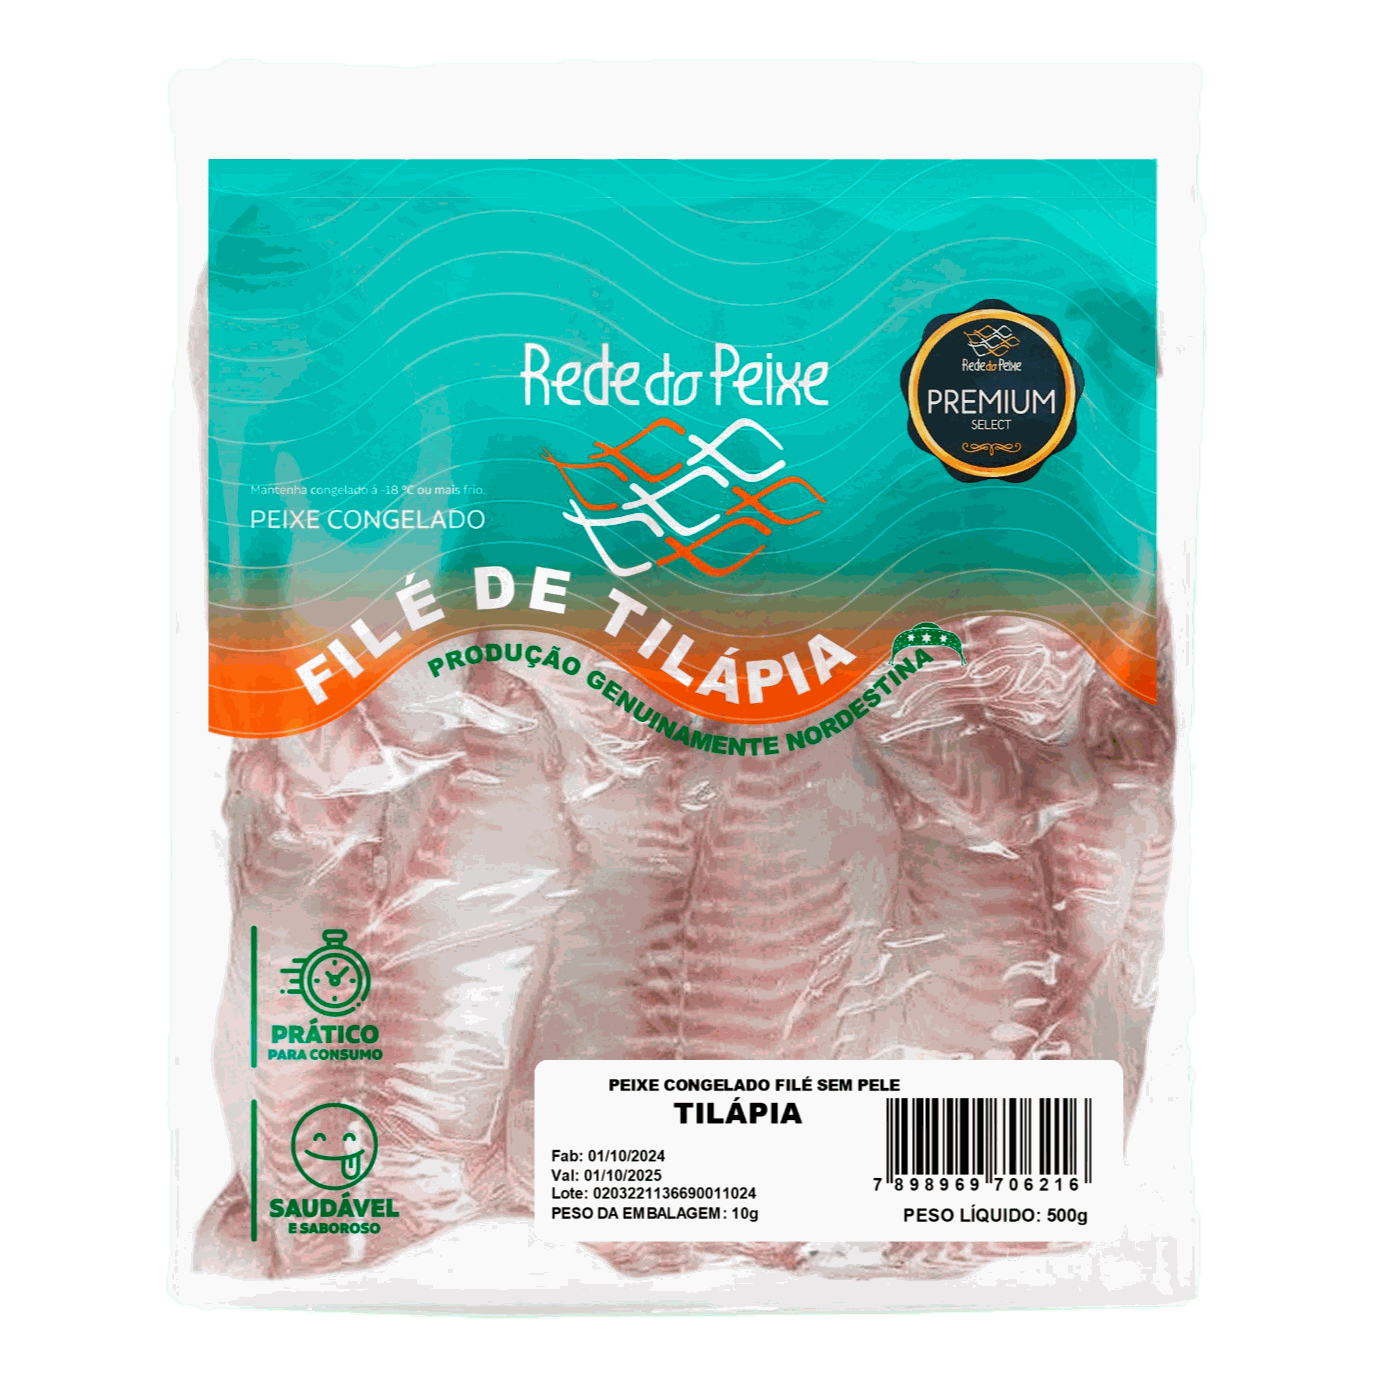 Rede do Peixe
Rede do Peixe
PREMIUM
SELECT
Mantenha congelado à -18 ºC ou mais frio.
PEIXE CONGELADO
FILÉ DE TILÁPIA
PRODUÇÃO GENUINAMENTE NORDESTINA
PRÁTICO
PARA CONSUMO
SAUDÁVEL
E SABOROSO
PEIXE CONGELADO FILÉ SEM PELE
TILÁPIA
Fab: 01/10/2024
Val: 01/10/2025
Lote: 0203221136690011024
PESO DA EMBALAGEM: 10g
7 898969 706216
PESO LÍQUIDO: 500g